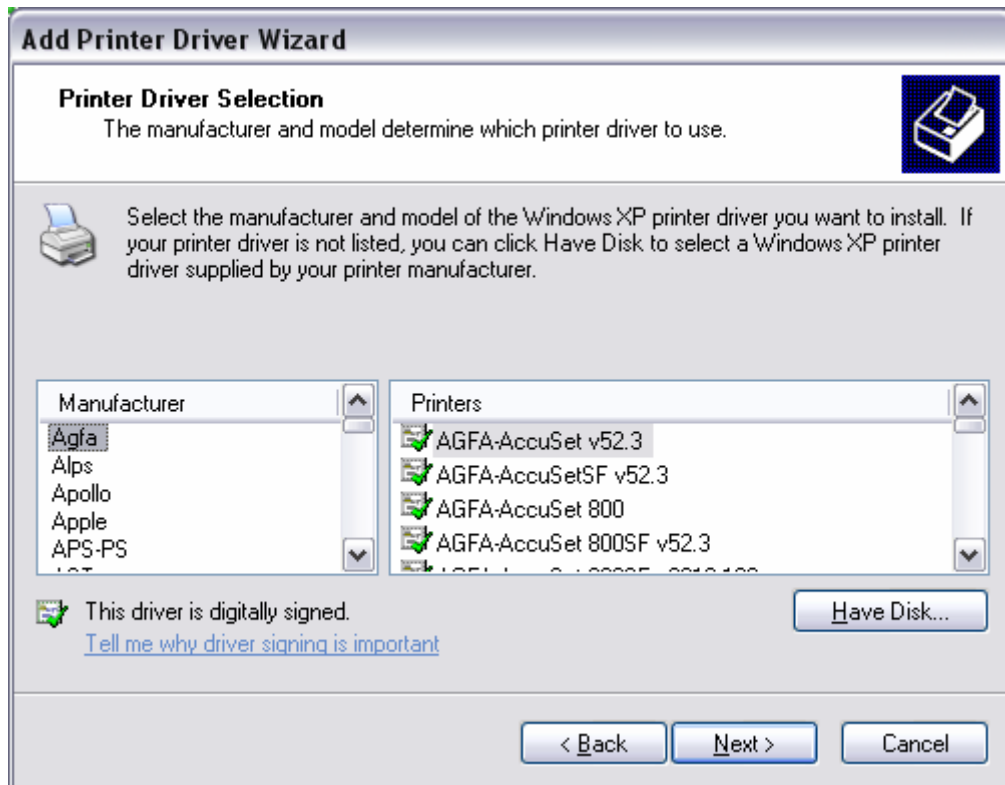 Add Printer Driver Wizard
Printer Driver Selection
The manufacturer and model determine which printer driver to use.
Select the manufacturer and model of the Windows XP printer driver you want to install. If
your printer driver is not listed, you can click Have Disk to select a Windows XP printer
driver supplied by your printer manufacturer.
Manufacturer
Agfa
Alps
Apollo
Apple
APS-PS
Printers
AGFA-AccuSet v52.3
AGFA-AccuSetSF v52.3
AGFA-AccuSet 800
AGFA-AccuSet 800SF v52.3
This driver is digitally signed.
Tell me why driver signing is important
Have Disk...
< Back
Next >
Cancel